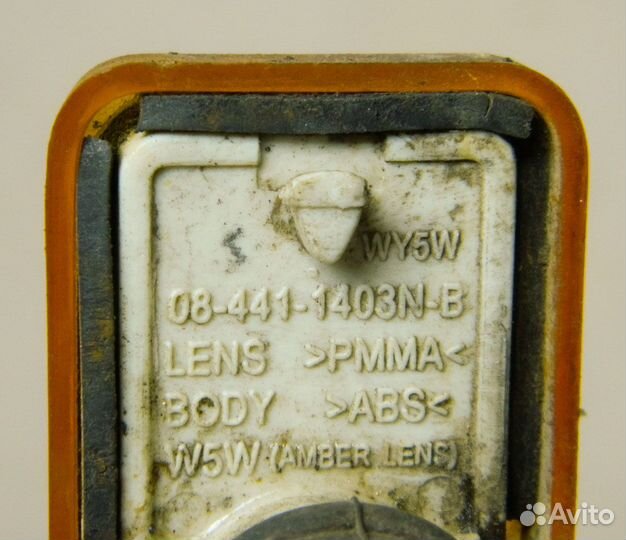 WY5W
08-441-1403N-B
LENS >PMMA<
BODY >ABS<
W5W (AMBER LENS)
Avito